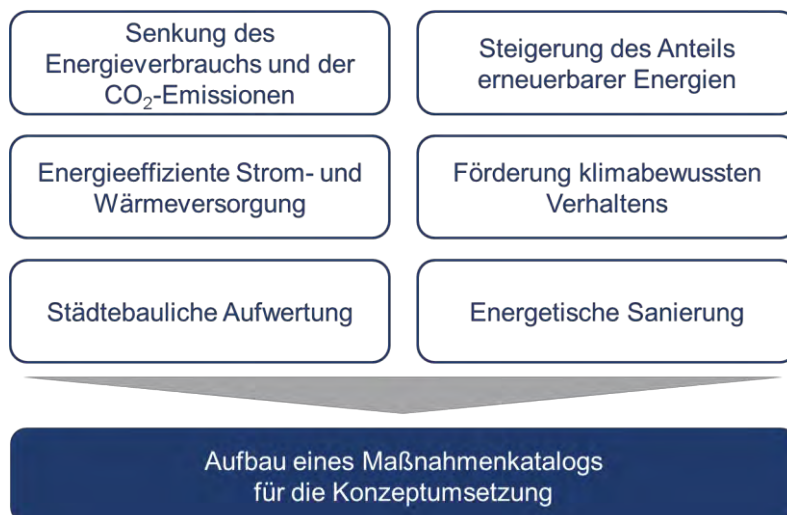 Senkung des
Energieverbrauchs und der
CO₂-Emissionen
Steigerung des Anteils
erneuerbarer Energien
Energieeffiziente Strom- und
Wärmeversorgung
Förderung klimabewussten
Verhaltens
Städtebauliche Aufwertung
Energetische Sanierung
Aufbau eines Maßnahmenkatalogs
für die Konzeptumsetzung